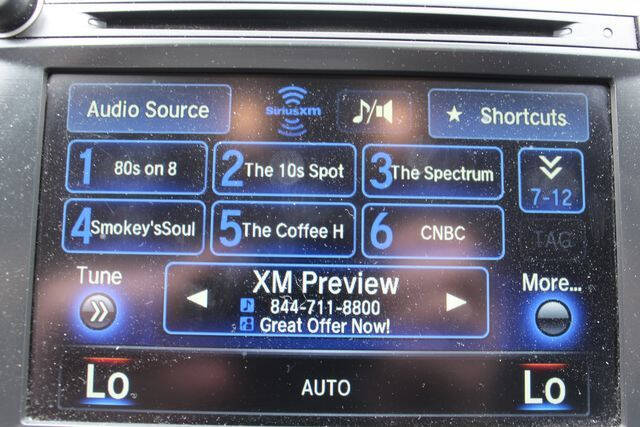 Audio Source
SiriusXM
Shortcuts
1 80s on 8
2 The 10s Spot
3 The Spectrum
7-12
4 Smokey'sSoul
5 The Coffee H
6 CNBC
TAG
Tune
XM Preview
844-711-8800
Great Offer Now!
More...
Lo
AUTO
Lo